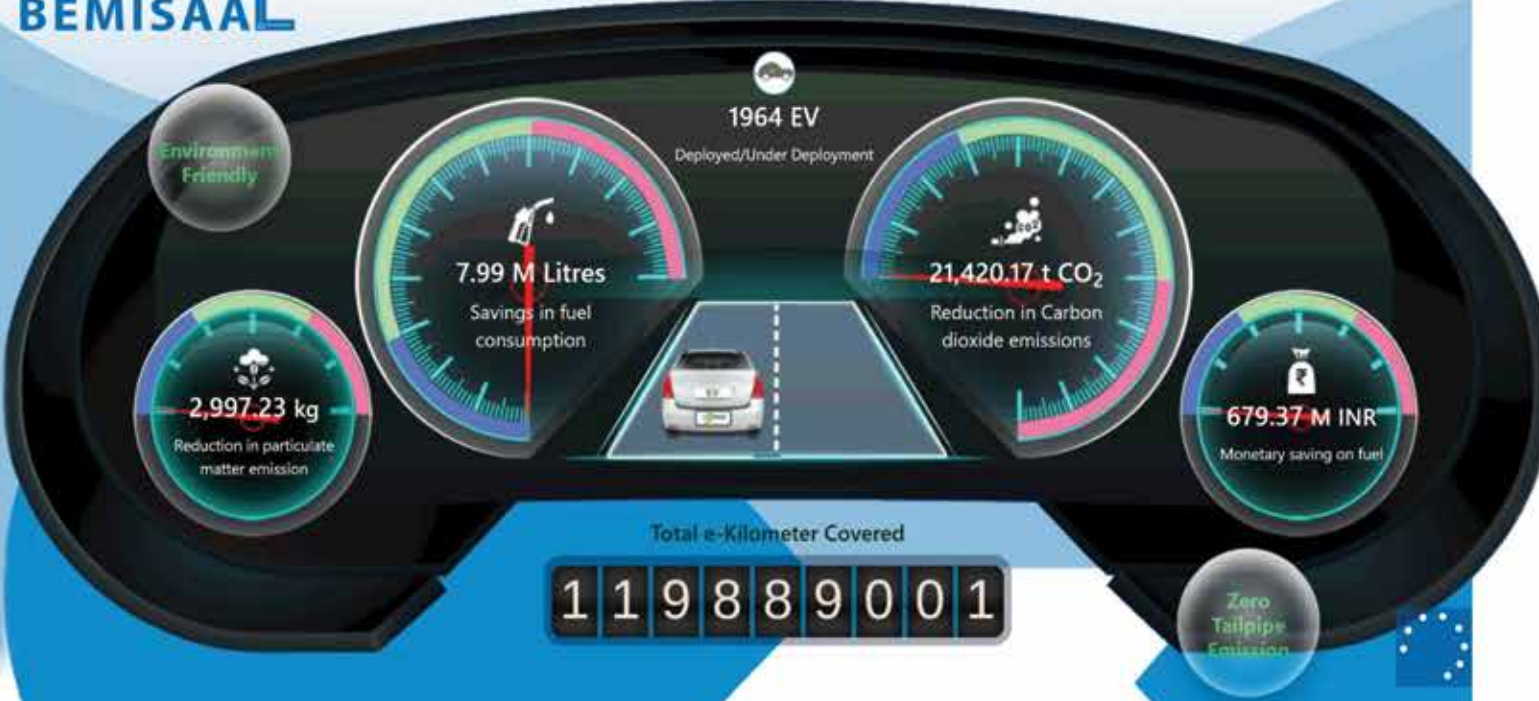 BEMISAAL
1964 EV
Deployed/Under Deployment
Environment
Friendly
7.99 M Litres
Savings in fuel
consumption
CO2
21,420.17 t CO₂
Reduction in Carbon
dioxide emissions
2,997.23 kg
Reduction in particulate
matter emission
₹
679.37 M INR
Monetary saving on fuel
Total e-Kilometer Covered
119889001
Zero
Tailpipe
Emission